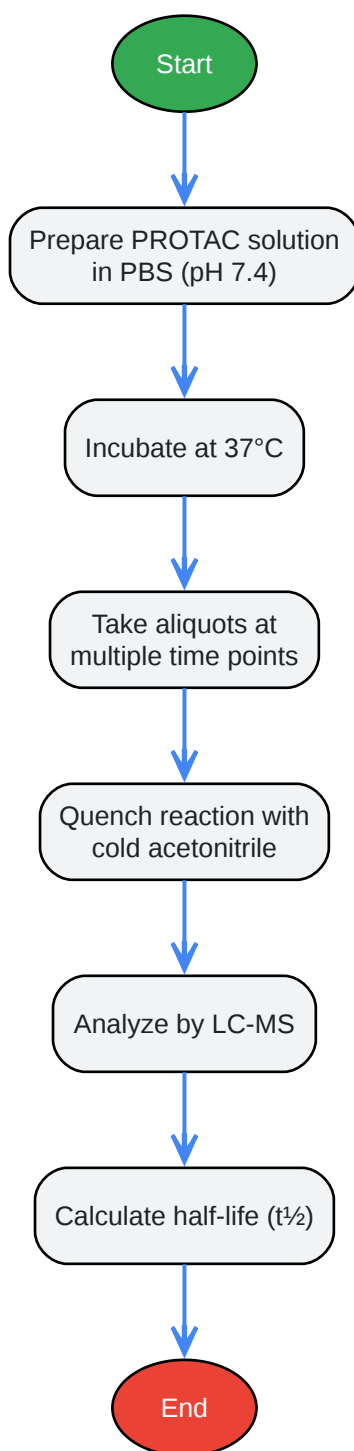 Start
Prepare PROTAC solution
in PBS (pH 7.4)
Incubate at 37°C
Take aliquots at
multiple time points
Quench reaction with
cold acetonitrile
Analyze by LC-MS
Calculate half-life (t½)
End